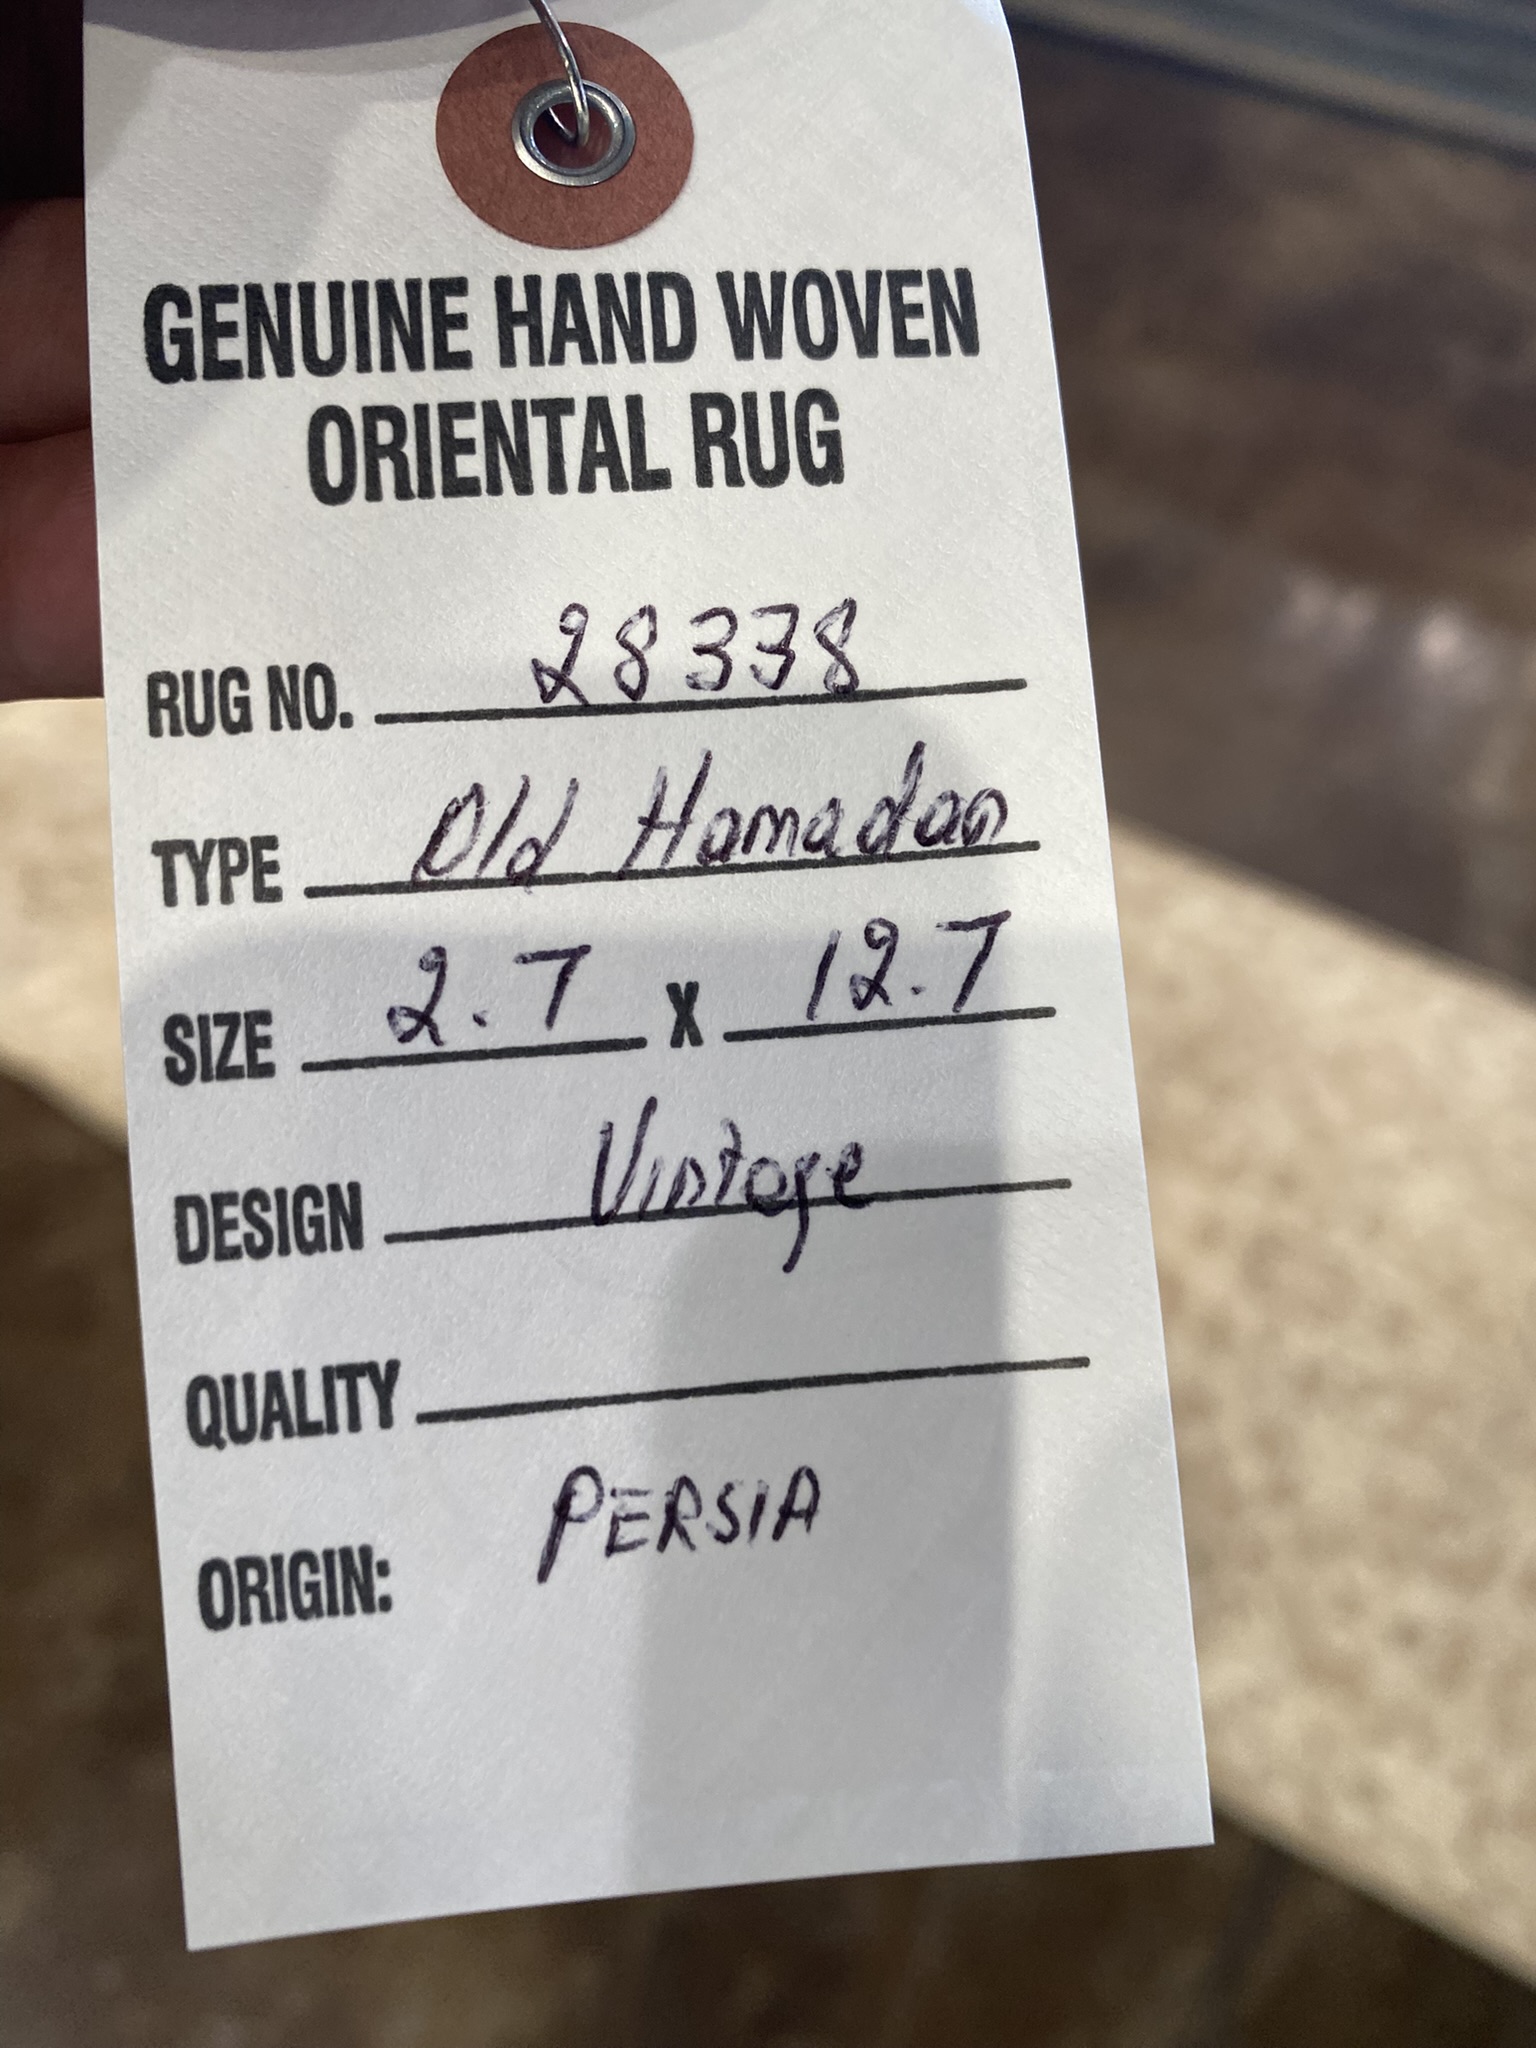 GENUINE HAND WOVEN
ORIENTAL RUG
RUG NO. 28338
TYPE Old Hamadan
SIZE 2.7 X 12.7
DESIGN Vintage
QUALITY
ORIGIN: PERSIA